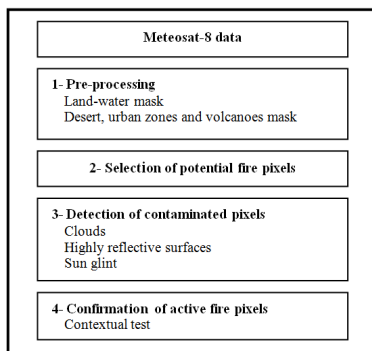 Meteosat-8 data
1- Pre-processing
Land-water mask
Desert, urban zones and volcanoes mask
2- Selection of potential fire pixels
3- Detection of contaminated pixels
Clouds
Highly reflective surfaces
Sun glint
4- Confirmation of active fire pixels
Contextual test